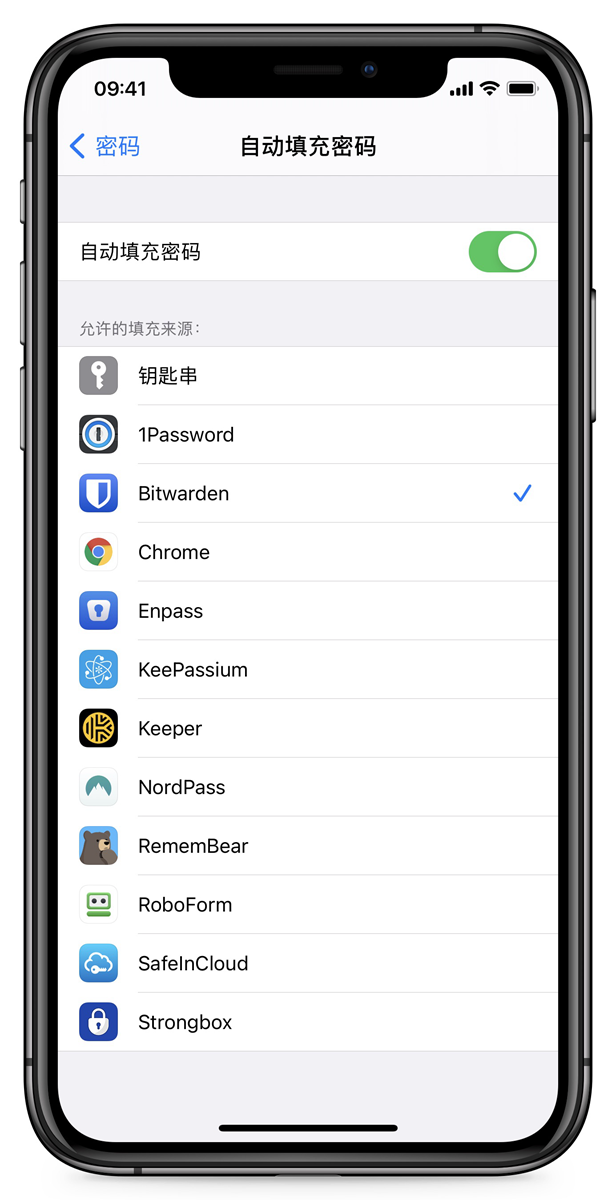 09:41
密码
自动填充密码
自动填充密码
允许的填充来源：
钥匙串
1Password
Bitwarden
Chrome
Enpass
KeePassium
Keeper
NordPass
RememBear
RoboForm
SafeInCloud
Strongbox